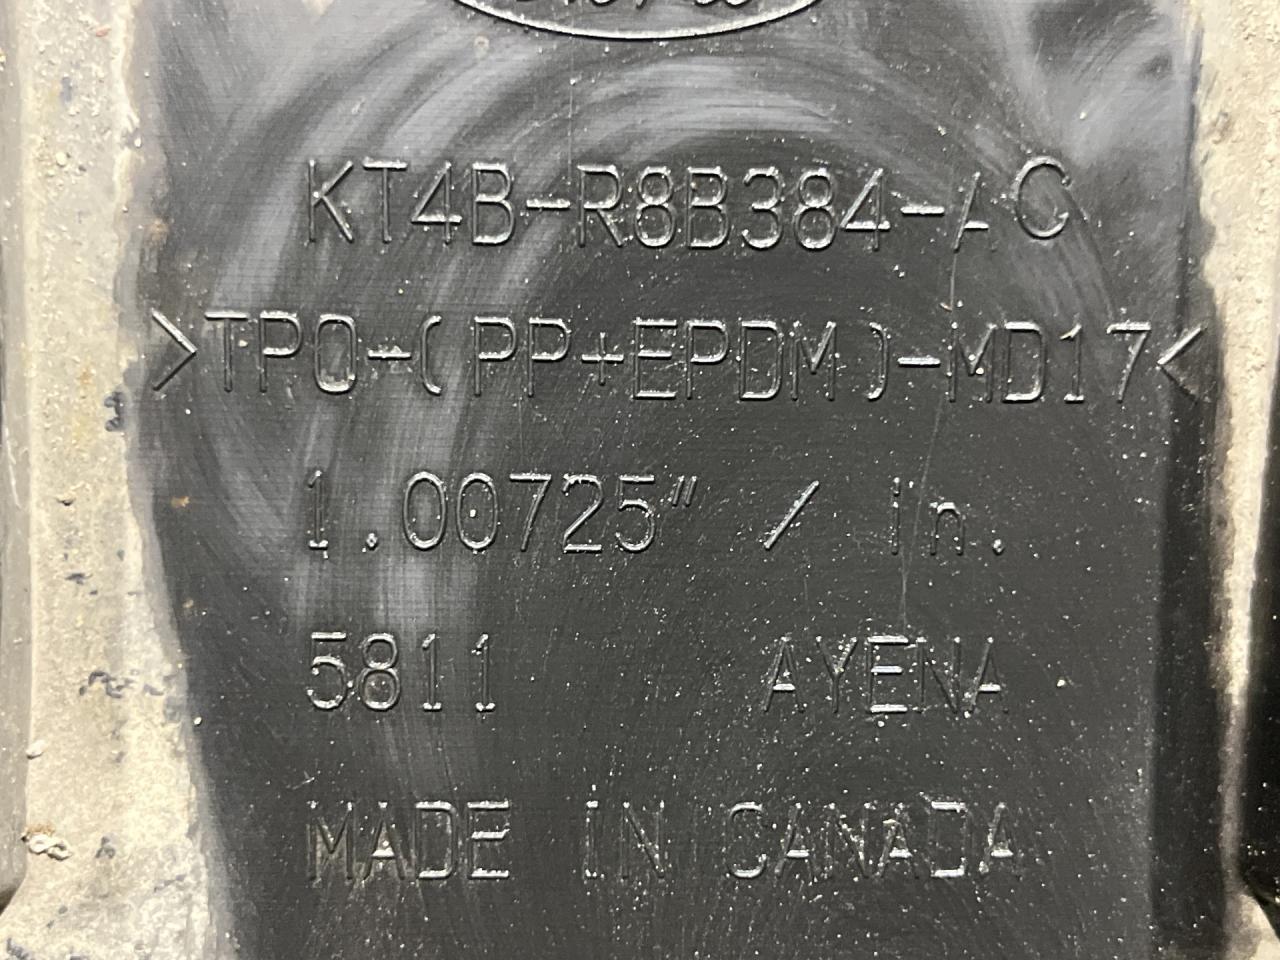 KT4B-R8B384-AC
>TPO-(PP+EPDM)-MD17<
1.00725" / in.
5811 AYENA
MADE IN CANADA